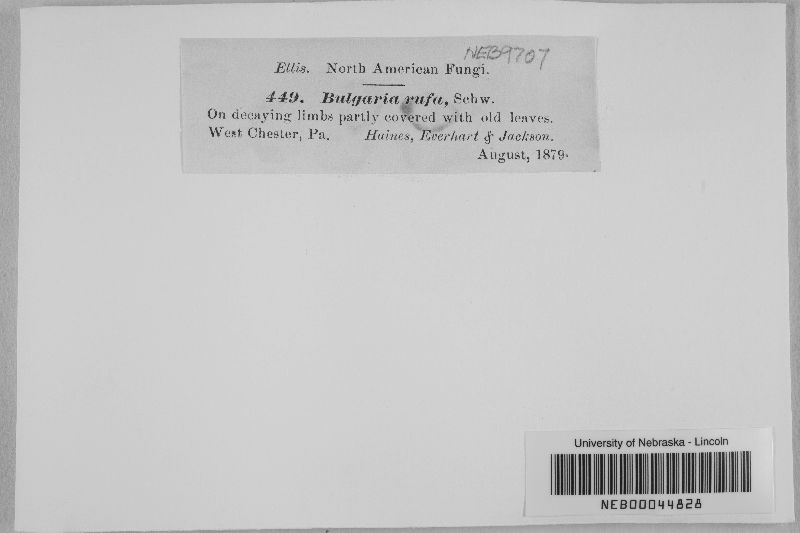 NEB9707
Ellis. North American Fungi.
449. Bulgaria rufa, Schw.
On decaying limbs partly covered with old leaves.
West Chester, Pa. Haines, Everhart & Jackson.
August, 1879.
University of Nebraska - Lincoln
NEB00044828